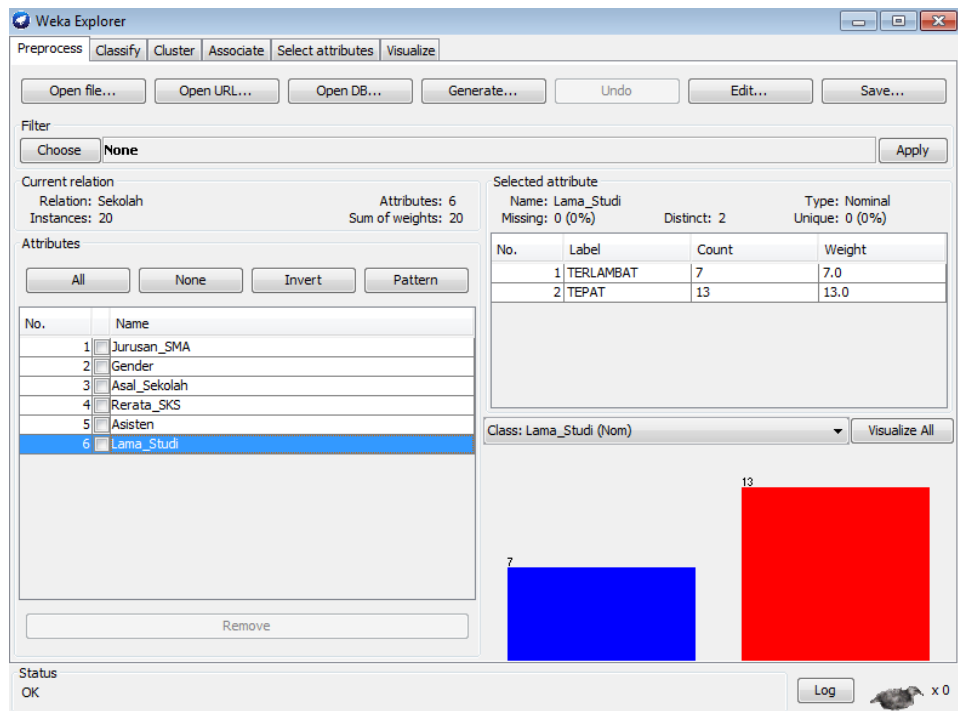 Weka Explorer
Preprocess Classify Cluster Associate Select attributes Visualize
Open file... Open URL... Open DB... Generate... Undo Edit... Save...
Filter
Choose None Apply
Current relation
Relation: Sekolah Attributes: 6
Instances: 20 Sum of weights: 20
Attributes
All None Invert Pattern
No. Name
1 Jurusan_SMA
2 Gender
3 Asal_Sekolah
4 Rerata_SKS
5 Asisten
6 Lama_Studi
Remove
Selected attribute
Name: Lama_Studi Type: Nominal
Missing: 0 (0%) Distinct: 2 Unique: 0 (0%)
No. Label Count Weight
1 TERLAMBAT 7 7.0
2 TEPAT 13 13.0
Class: Lama_Studi (Nom) Visualize All
13
7
Status
OK Log x 0